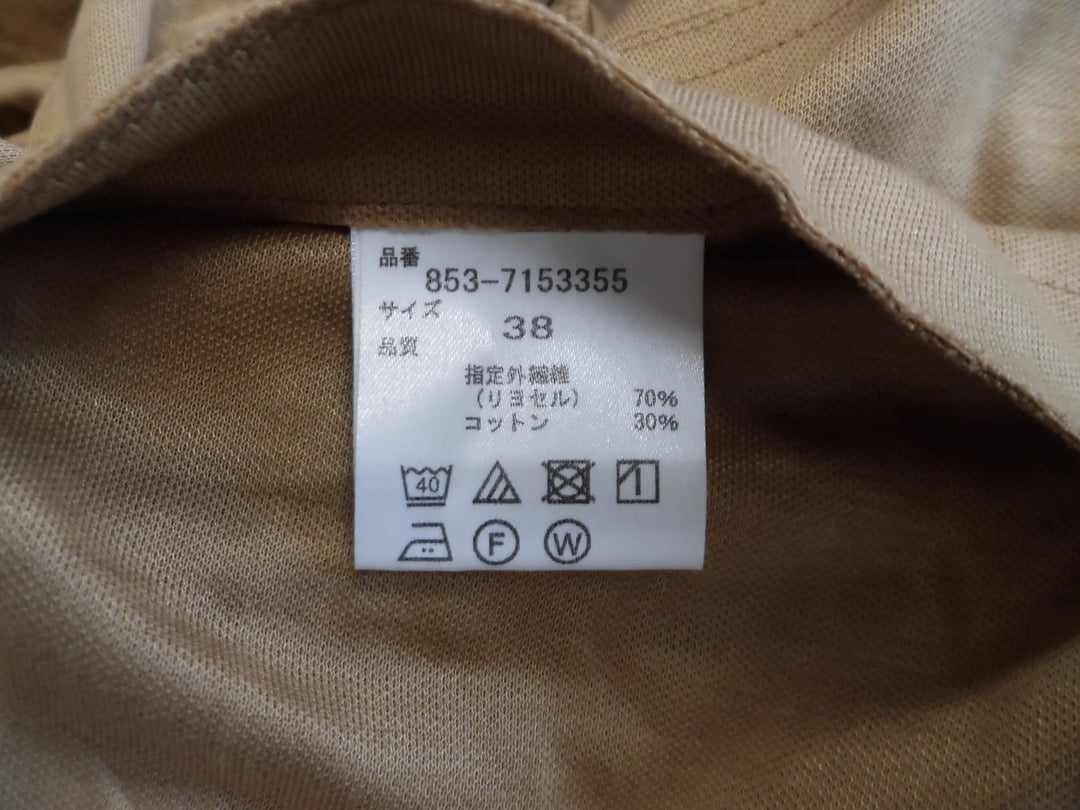 品番
853-7153355
サイズ
38
品質
指定外繊維
(リヨセル) 70%
コットン 30%
40
F W